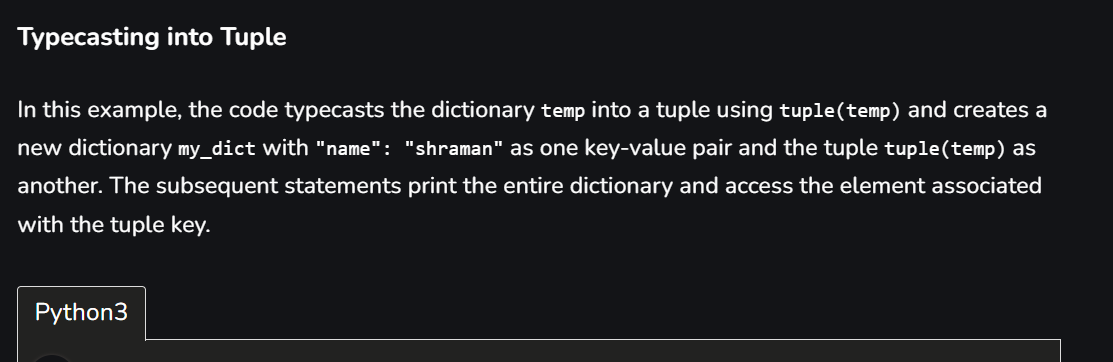 Typecasting into Tuple
In this example, the code typecasts the dictionary temp into a tuple using tuple(temp) and creates a
new dictionary my_dict with "name": "shraman" as one key-value pair and the tuple tuple(temp) as
another. The subsequent statements print the entire dictionary and access the element associated
with the tuple key.
Python3